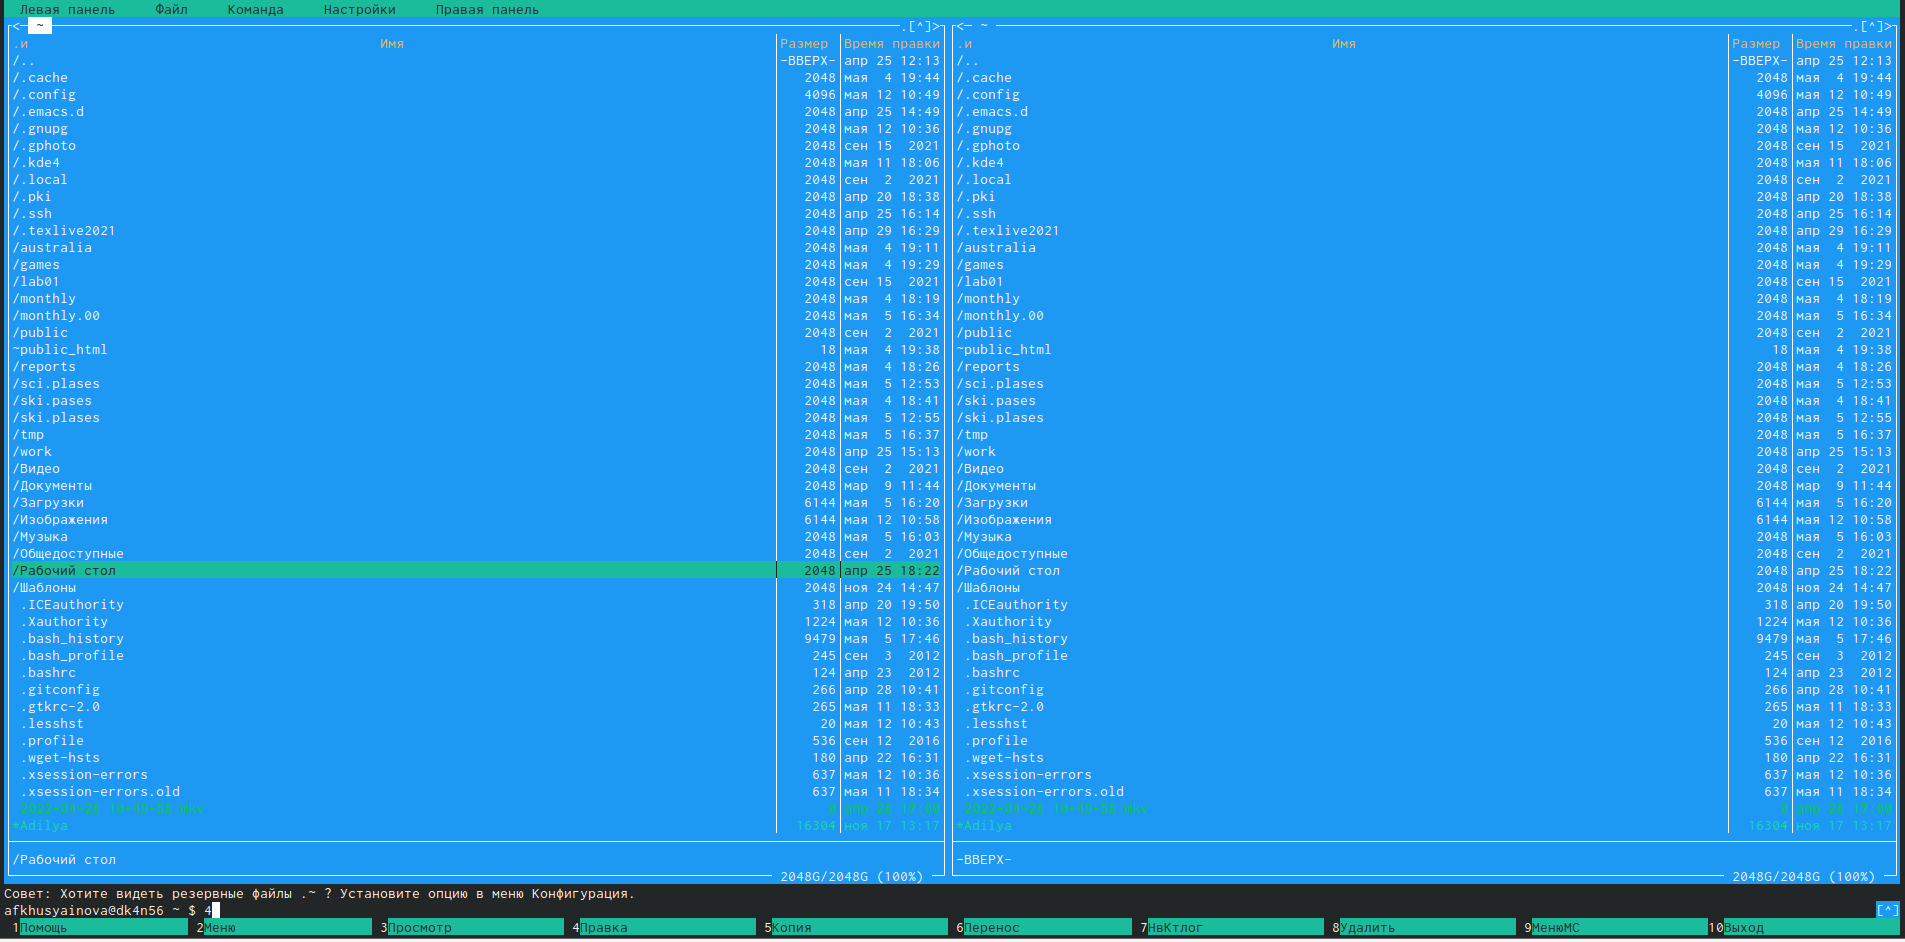 Левая панель Файл Команда Настройки Правая панель
<─ ~ .[^]> <─ ~ .[^]>
.и Имя Размер Время правки .и Имя Размер Время правки
/.. -ВВЕРХ- апр 25 12:13 /.. -ВВЕРХ- апр 25 12:13
/.cache 2048 мая 4 19:44 /.cache 2048 мая 4 19:44
/.config 4096 мая 12 10:49 /.config 4096 мая 12 10:49
/.emacs.d 2048 апр 25 14:49 /.emacs.d 2048 апр 25 14:49
/.gnupg 2048 мая 12 10:36 /.gnupg 2048 мая 12 10:36
/.gphoto 2048 сен 15 2021 /.gphoto 2048 сен 15 2021
/.kde4 2048 мая 11 18:06 /.kde4 2048 мая 11 18:06
/.local 2048 сен 2 2021 /.local 2048 сен 2 2021
/.pki 2048 апр 20 18:38 /.pki 2048 апр 20 18:38
/.ssh 2048 апр 25 16:14 /.ssh 2048 апр 25 16:14
/.texlive2021 2048 апр 29 16:29 /.texlive2021 2048 апр 29 16:29
/australia 2048 мая 4 19:11 /australia 2048 мая 4 19:11
/games 2048 мая 4 19:29 /games 2048 мая 4 19:29
/lab01 2048 сен 15 2021 /lab01 2048 сен 15 2021
/monthly 2048 мая 4 18:19 /monthly 2048 мая 4 18:19
/monthly.00 2048 мая 5 16:34 /monthly.00 2048 мая 5 16:34
/public 2048 сен 2 2021 /public 2048 сен 2 2021
~public_html 18 мая 4 19:38 ~public_html 18 мая 4 19:38
/reports 2048 мая 4 18:26 /reports 2048 мая 4 18:26
/sci.plases 2048 мая 5 12:53 /sci.plases 2048 мая 5 12:53
/ski.pases 2048 мая 4 18:41 /ski.pases 2048 мая 4 18:41
/ski.plases 2048 мая 5 12:55 /ski.plases 2048 мая 5 12:55
/tmp 2048 мая 5 16:37 /tmp 2048 мая 5 16:37
/work 2048 апр 25 15:13 /work 2048 апр 25 15:13
/Видео 2048 сен 2 2021 /Видео 2048 сен 2 2021
/Документы 2048 мар 9 11:44 /Документы 2048 мар 9 11:44
/Загрузки 6144 мая 5 16:20 /Загрузки 6144 мая 5 16:20
/Изображения 6144 мая 12 10:58 /Изображения 6144 мая 12 10:58
/Музыка 2048 мая 5 16:03 /Музыка 2048 мая 5 16:03
/Общедоступные 2048 сен 2 2021 /Общедоступные 2048 сен 2 2021
/Рабочий стол 2048 апр 25 18:22 /Рабочий стол 2048 апр 25 18:22
/Шаблоны 2048 ноя 24 14:47 /Шаблоны 2048 ноя 24 14:47
.ICEauthority 318 апр 20 19:50 .ICEauthority 318 апр 20 19:50
.Xauthority 1224 мая 12 10:36 .Xauthority 1224 мая 12 10:36
.bash_history 9479 мая 5 17:46 .bash_history 9479 мая 5 17:46
.bash_profile 245 сен 3 2012 .bash_profile 245 сен 3 2012
.bashrc 124 апр 23 2012 .bashrc 124 апр 23 2012
.gitconfig 266 апр 28 10:41 .gitconfig 266 апр 28 10:41
.gtkrc-2.0 265 мая 11 18:33 .gtkrc-2.0 265 мая 11 18:33
.lesshst 20 мая 12 10:43 .lesshst 20 мая 12 10:43
.profile 536 сен 12 2016 .profile 536 сен 12 2016
.wget-hsts 180 апр 22 16:31 .wget-hsts 180 апр 22 16:31
.xsession-errors 637 мая 12 10:36 .xsession-errors 637 мая 12 10:36
.xsession-errors.old 637 мая 11 18:34 .xsession-errors.old 637 мая 11 18:34
*Adilya 16304 ноя 17 13:17 *Adilya 16304 ноя 17 13:17
/Рабочий стол -ВВЕРХ-
2048G/2048G (100%) 2048G/2048G (100%)
Совет: Хотите видеть резервные файлы .~ ? Установите опцию в меню Конфигурация.
afkhusyainova@dk4n56 ~ $ 4 [^]
1Помощь 2Меню 3Просмотр 4Правка 5Копия 6Перенос 7НвКтлог 8Удалить 9МенюМС 10Выход